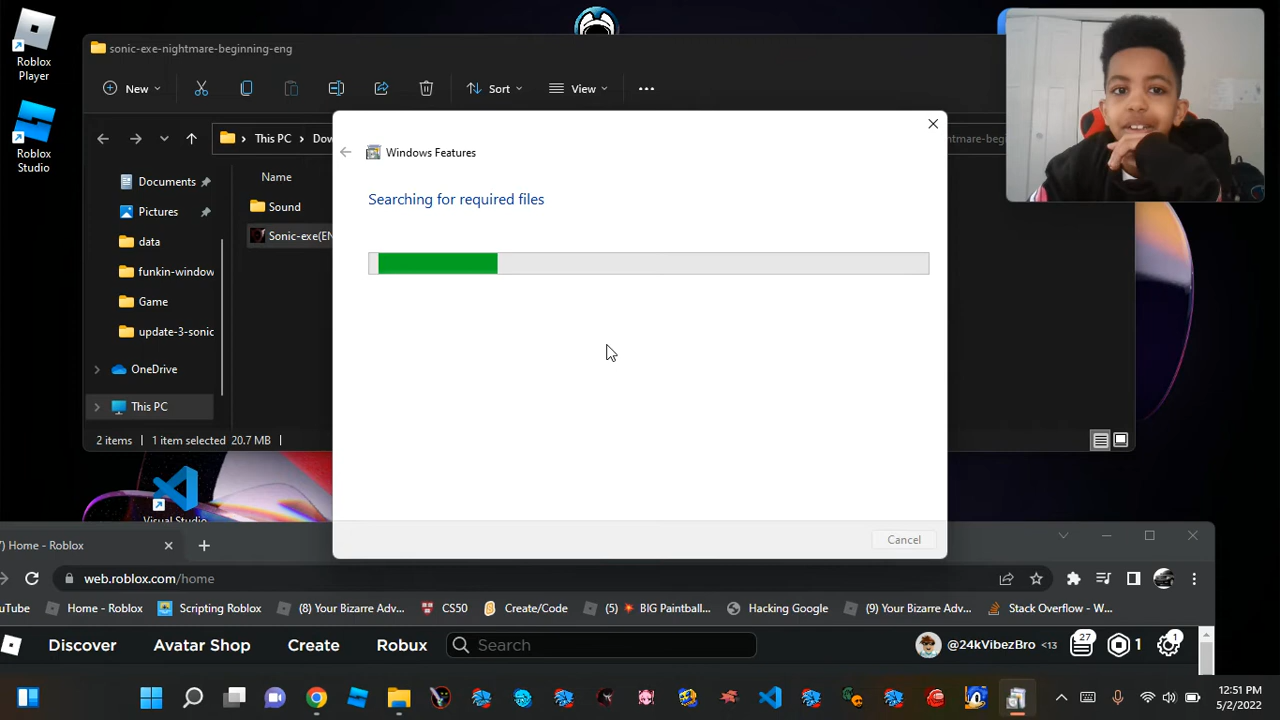 Roblox
Player
Roblox
Studio
sonic-exe-nightmare-beginning-eng
New
Sort
View
This PC
Dow
Name
Documents
Sound
Pictures
Sonic-exe(EN
data
funkin-window
Game
update-3-sonic
OneDrive
This PC
2 items
1 item selected 20.7 MB
Windows Features
Searching for required files
Cancel
Visual Studio
) Home - Roblox
web.roblox.com/home
uTube
Home - Roblox
Scripting Roblox
(8) Your Bizarre Adv...
CS50
Create/Code
(5) BIG Paintball...
Hacking Google
(9) Your Bizarre Adv...
Stack Overflow - W...
Discover
Avatar Shop
Create
Robux
Search
@24kVibezBro <13
27
1
1
12:51 PM
5/2/2022